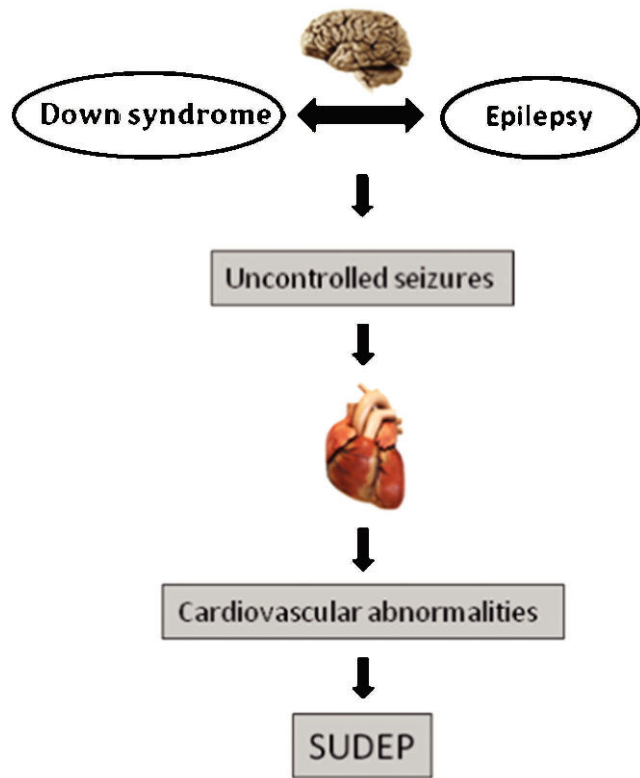 Down syndrome
Epilepsy
Uncontrolled seizures
Cardiovascular abnormalities
SUDEP